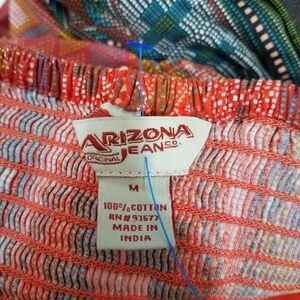 ARIZONA
ORIGINAL JEAN CO.
M
100% COTTON
RN# 93677
MADE IN
INDIA